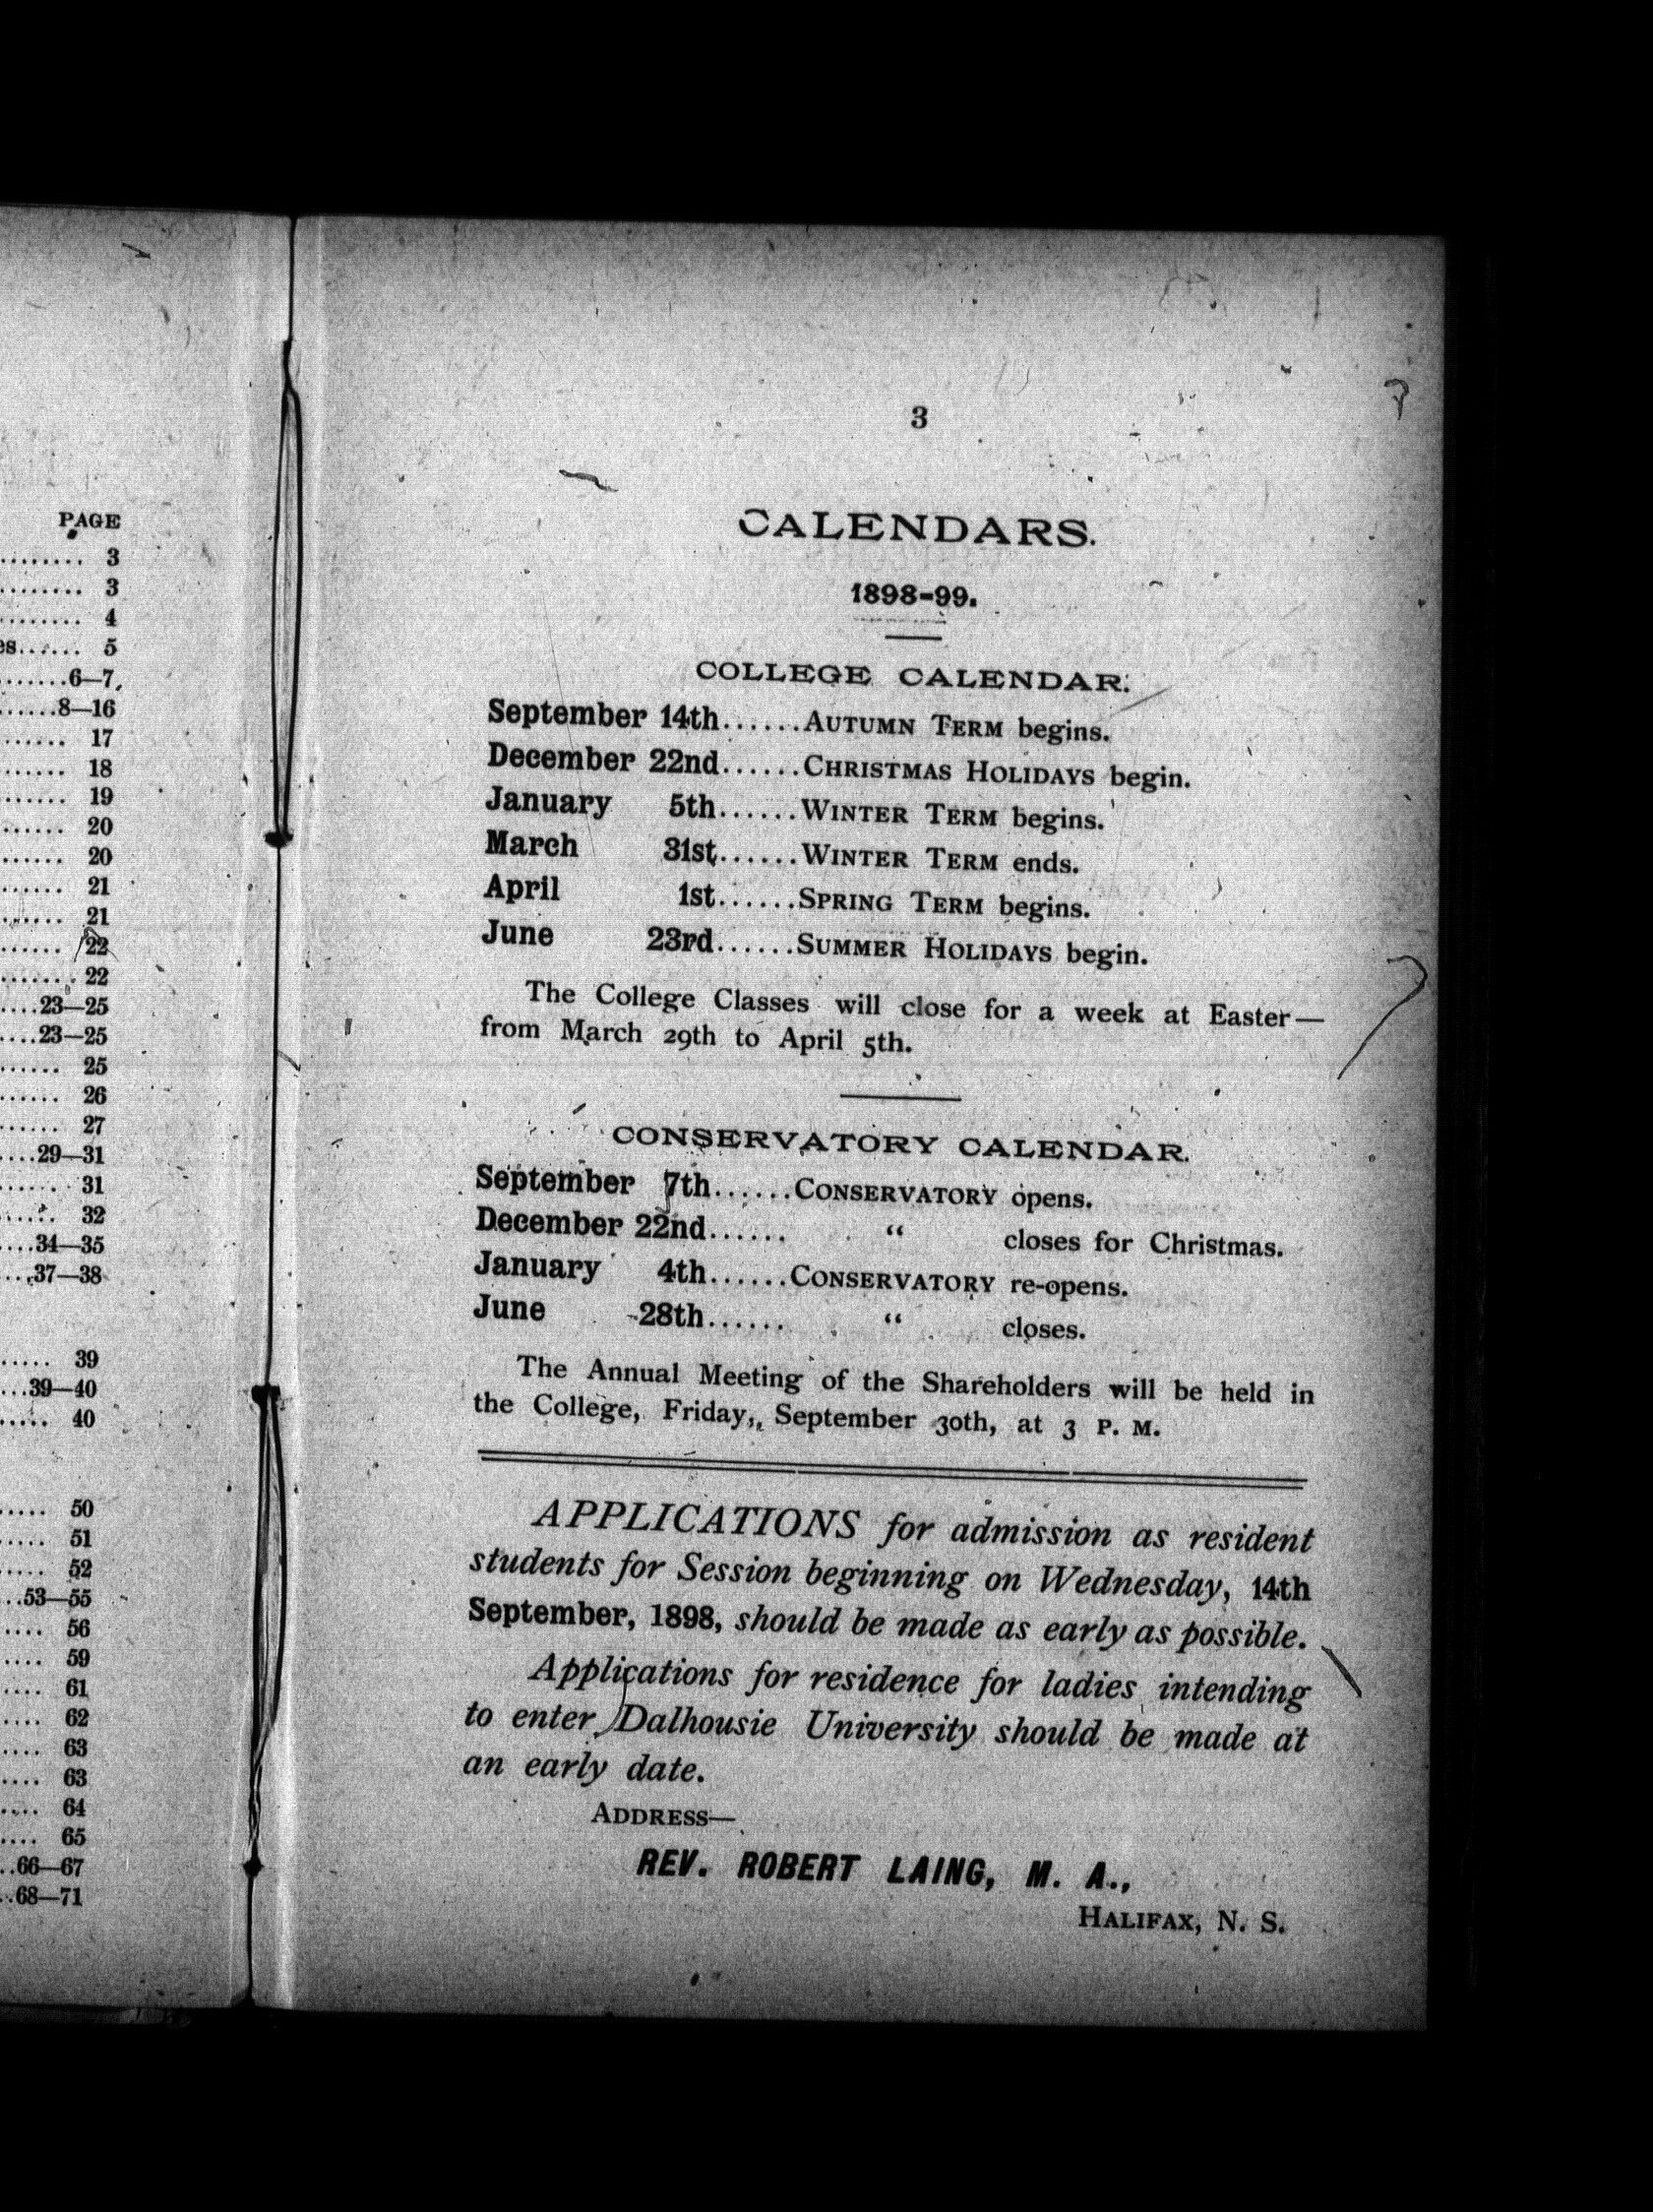 PAGE
........ 3
........ 3
........ 4
es...... 5
.......6—7
......8—16
...... 17
...... 18
...... 19
...... 20
...... 20
...... 21
...... 21
...... 22
....... 22
....23—25
....23—25
...... 25
...... 26
...... 27
....29—31
...... 31
...... 32
....34—35
....37—38
..... 39
...39—40
..... 40
..... 50
..... 51
..... 52
..53—55
.... 56
.... 59
.... 61
.... 62
.... 63
.... 63
.... 64
.... 65
..66—67
..68—71
3
CALENDARS.
1898-99.
COLLEGE CALENDAR.
September 14th......AUTUMN TERM begins.
December 22nd......CHRISTMAS HOLIDAYS begin.
January 5th......WINTER TERM begins.
March 31st......WINTER TERM ends.
April 1st......SPRING TERM begins.
June 23rd......SUMMER HOLIDAYS begin.
The College Classes will close for a week at Easter—
from March 29th to April 5th.
CONSERVATORY CALENDAR.
September 7th......CONSERVATORY opens.
December 22nd...... “ closes for Christmas.
January 4th......CONSERVATORY re-opens.
June 28th...... “ closes.
The Annual Meeting of the Shareholders will be held in
the College, Friday, September 30th, at 3 P. M.
APPLICATIONS for admission as resident
students for Session beginning on Wednesday, 14th
September, 1898, should be made as early as possible.
Applications for residence for ladies intending
to enter Dalhousie University should be made at
an early date.
ADDRESS—
REV. ROBERT LAING, M. A.,
HALIFAX, N. S.